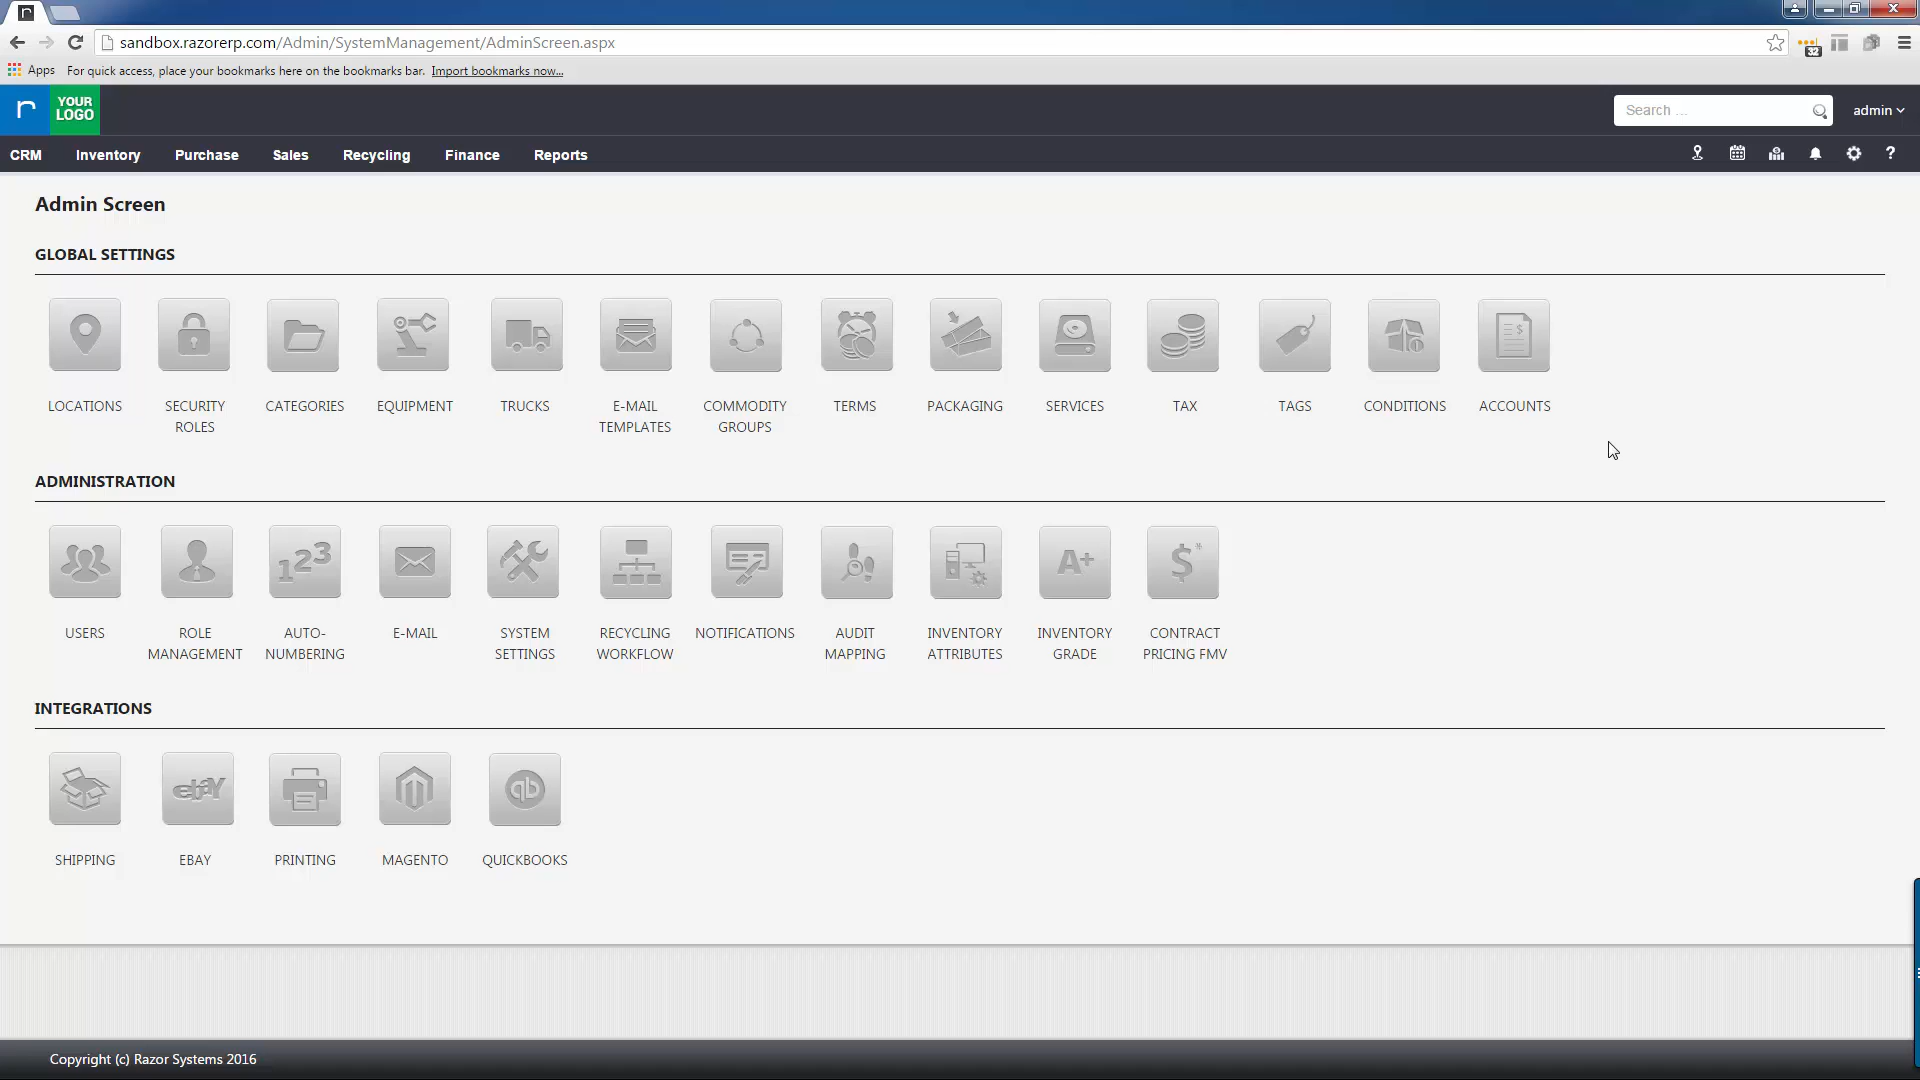 r
sandbox.razorerp.com/Admin/SystemManagement/AdminScreen.aspx
32
Apps For quick access, place your bookmarks here on the bookmarks bar. Import bookmarks now...
r YOUR LOGO
Search ...
admin
CRM Inventory Purchase Sales Recycling Finance Reports ?
Admin Screen
GLOBAL SETTINGS
LOCATIONS
SECURITY ROLES
CATEGORIES
EQUIPMENT
TRUCKS
E-MAIL TEMPLATES
COMMODITY GROUPS
TERMS
PACKAGING
SERVICES
TAX
TAGS
CONDITIONS
$
ACCOUNTS
ADMINISTRATION
USERS
ROLE MANAGEMENT
123
AUTO-NUMBERING
E-MAIL
SYSTEM SETTINGS
RECYCLING WORKFLOW
NOTIFICATIONS
AUDIT MAPPING
INVENTORY ATTRIBUTES
A+
INVENTORY GRADE
$*
CONTRACT PRICING FMV
INTEGRATIONS
SHIPPING
ebaY
EBAY
PRINTING
MAGENTO
qb
QUICKBOOKS
Copyright (c) Razor Systems 2016